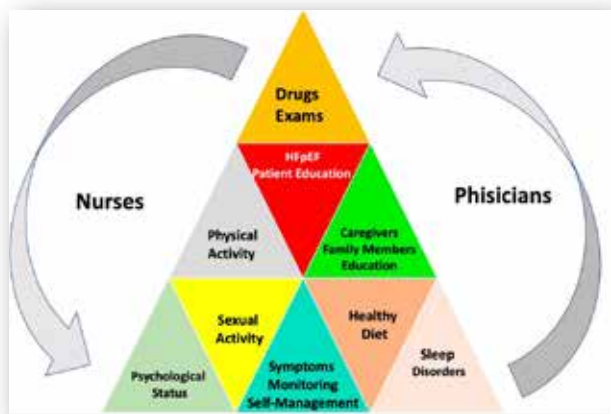 Drugs
Exams
HFpEF
Patient Education
Nurses
Phisicians
Physical
Activity
Caregivers
Family Members
Education
Sexual
Activity
Healthy
Diet
Psychological
Status
Symptoms
Monitoring
Self-Management
Sleep
Disorders